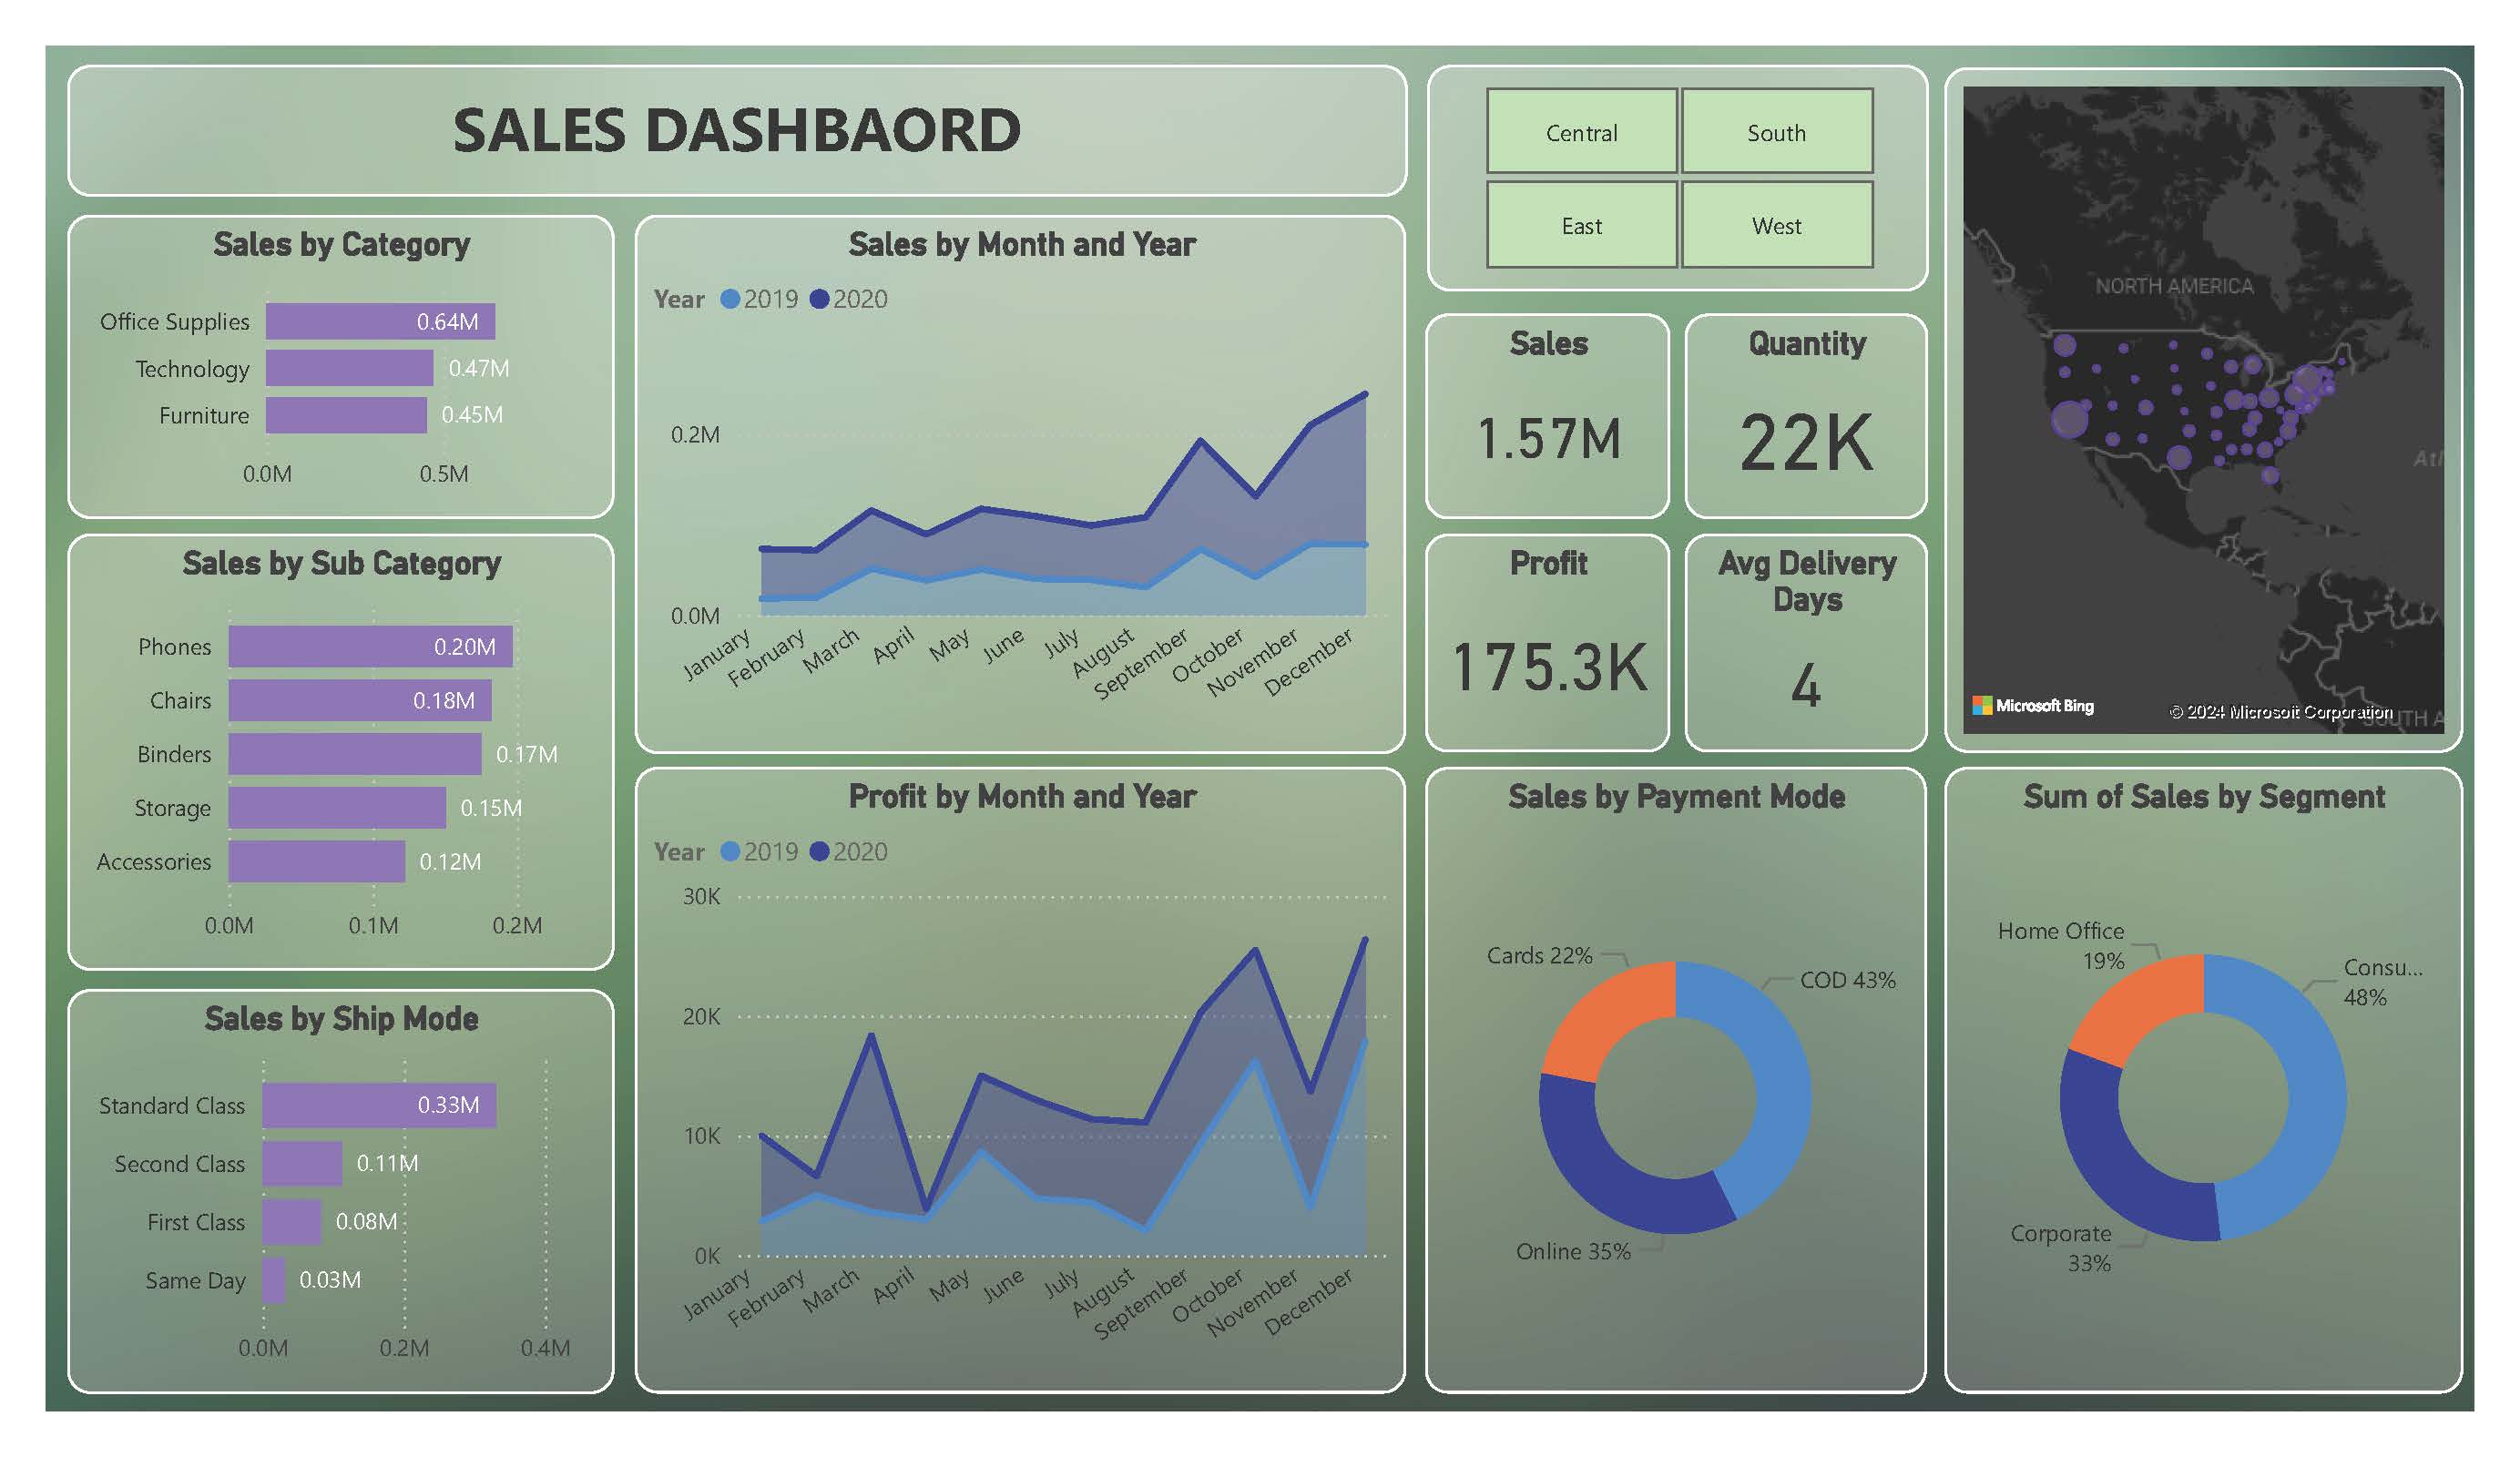 SALES DASHBAORD
Central
South
East
West
Sales by Category
Office Supplies
0.64M
Technology
0.47M
Furniture
0.45M
0.0M
0.5M
Sales by Sub Category
Phones
0.20M
Chairs
0.18M
Binders
0.17M
Storage
0.15M
Accessories
0.12M
0.0M
0.1M
0.2M
Sales by Ship Mode
Standard Class
0.33M
Second Class
0.11M
First Class
0.08M
Same Day
0.03M
0.0M
0.2M
0.4M
Sales by Month and Year
Year 2019 2020
0.2M
0.0M
January
February
March
April
May
June
July
August
September
October
November
December
Profit by Month and Year
Year 2019 2020
30K
20K
10K
0K
January
February
March
April
May
June
July
August
September
October
November
December
Sales
1.57M
Quantity
22K
Profit
175.3K
Avg Delivery
Days
4
NORTH AMERICA
Atl
Microsoft Bing
© 2024 Microsoft Corporation
SOUTH A
Sales by Payment Mode
Cards 22%
COD 43%
Online 35%
Sum of Sales by Segment
Home Office
19%
Consu...
48%
Corporate
33%